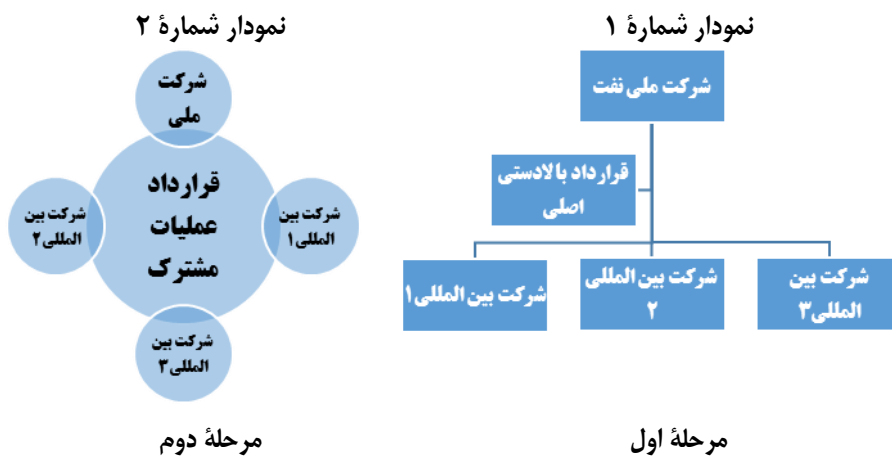 نمودار شمارهٔ ۱
شرکت ملی نفت
قرارداد بالادستی
اصلی
شرکت بین
المللی۳
شرکت بین المللی
۲
شرکت بین المللی۱
مرحلهٔ اول
نمودار شمارهٔ ۲
شرکت
ملی
قرارداد
عملیات
مشترک
شرکت بین
المللی۱
شرکت بین
المللی۲
شرکت بین
المللی۳
مرحلهٔ دوم